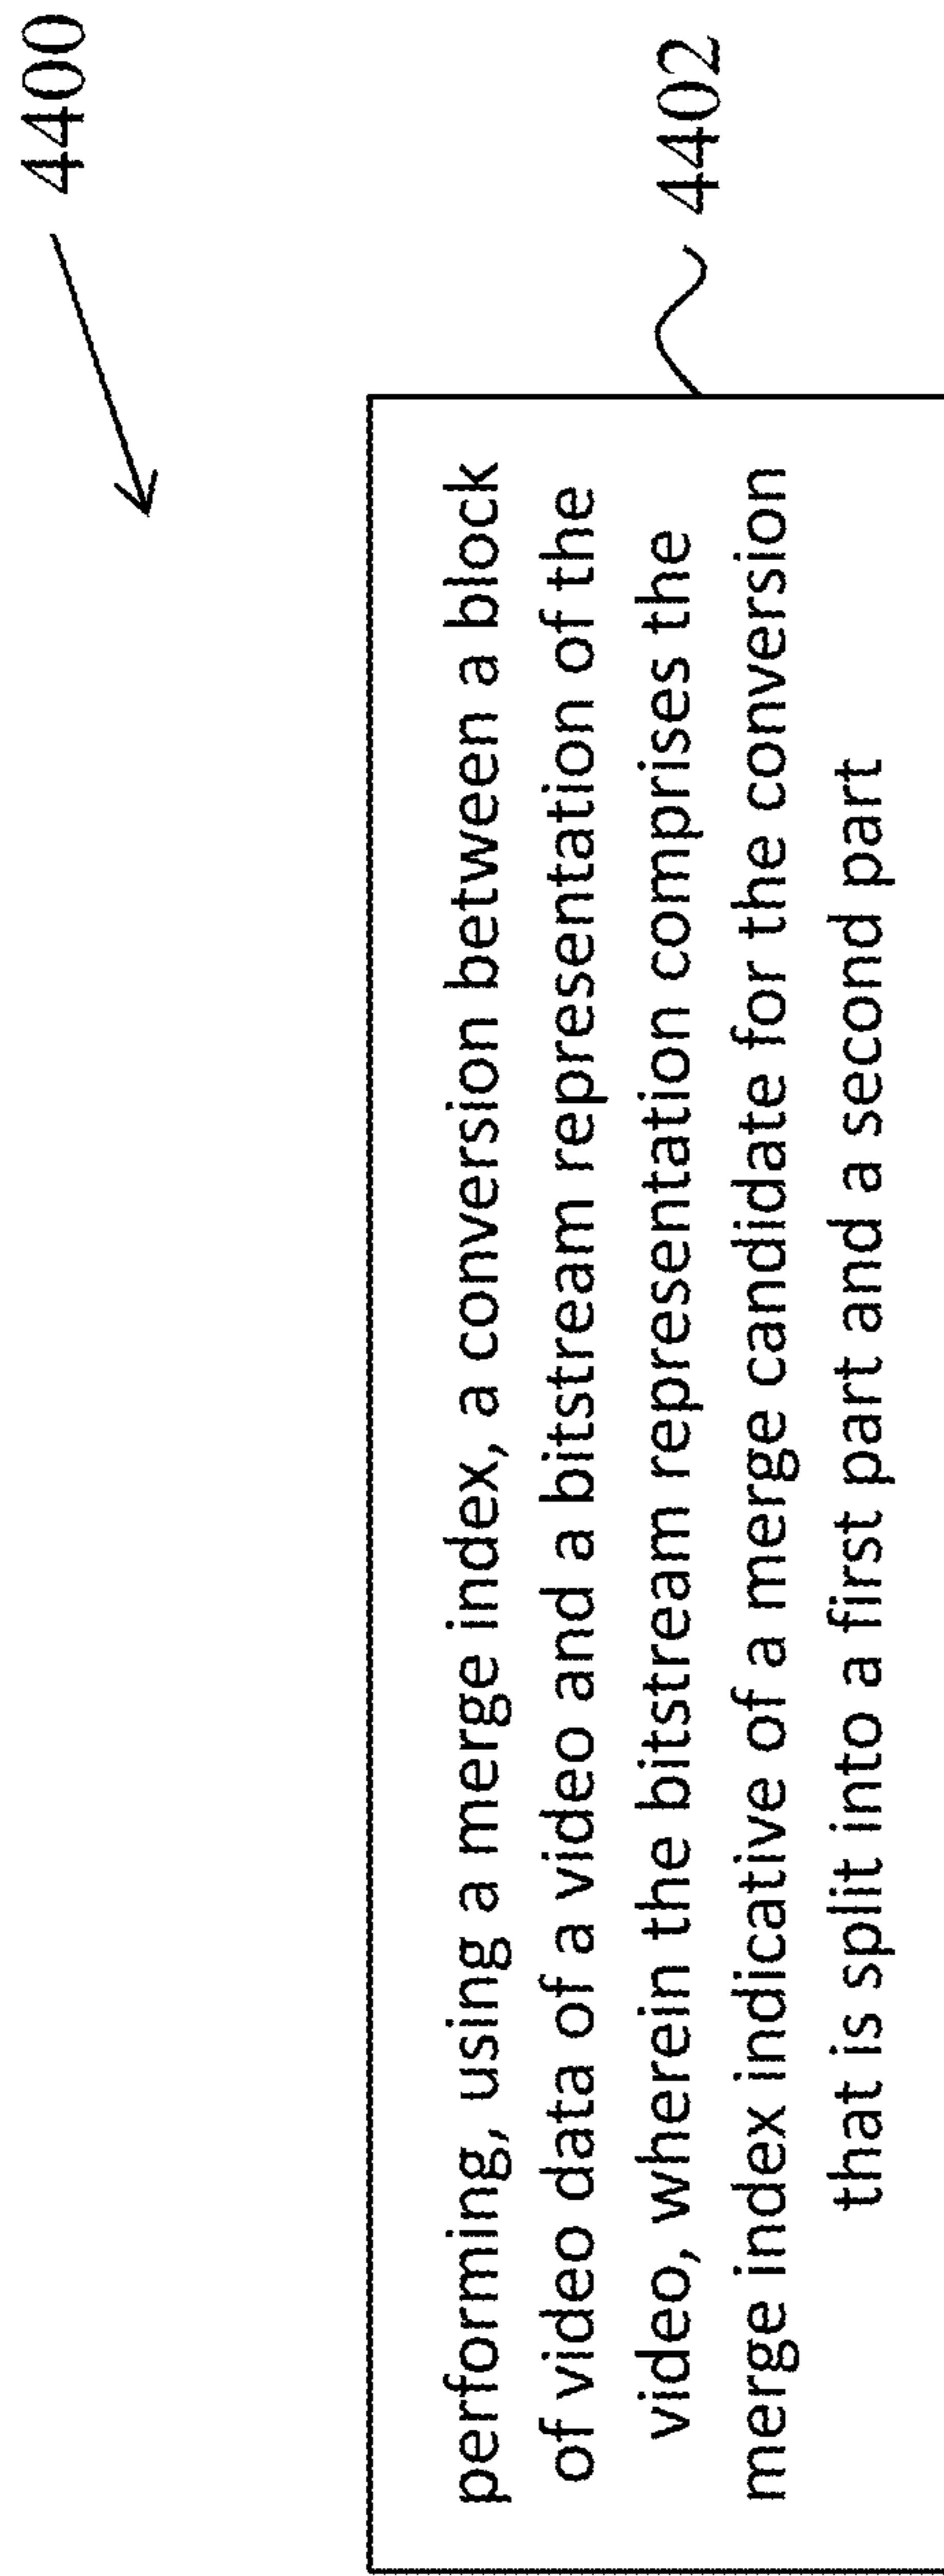 4400
4402
performing, using a merge index, a conversion between a block
of video data of a video and a bitstream representation of the
video, wherein the bitstream representation comprises the
merge index indicative of a merge candidate for the conversion
that is split into a first part and a second part